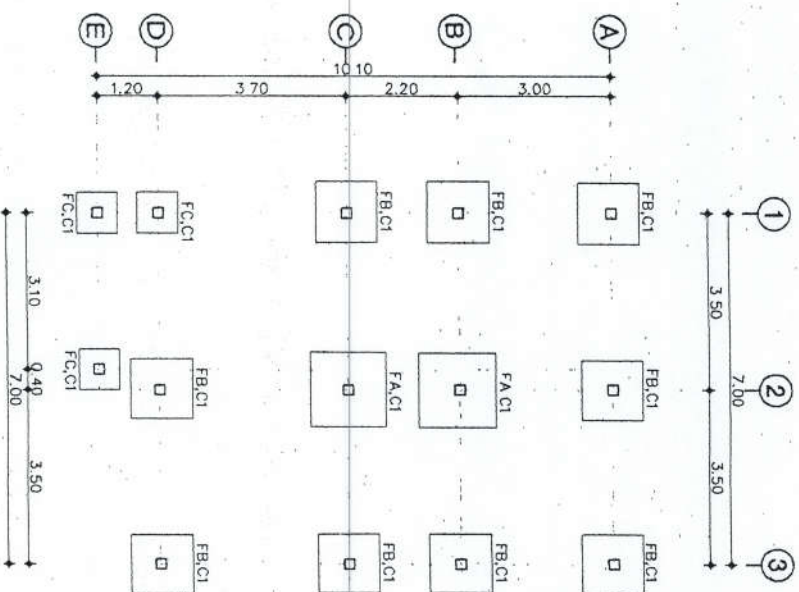 E
D
C
B
A
10.10
1.20
3.70
2.20
3.00
FC,C1
FC,C1
FB,C1
FB,C1
FB,C1
1
3.10
3.50
FC,C1
FB,C1
FA,C1
FA,C1
FB,C1
2
0.40
7.00
7.00
3.50
3.50
FB,C1
FB,C1
FB,C1
FB,C1
3